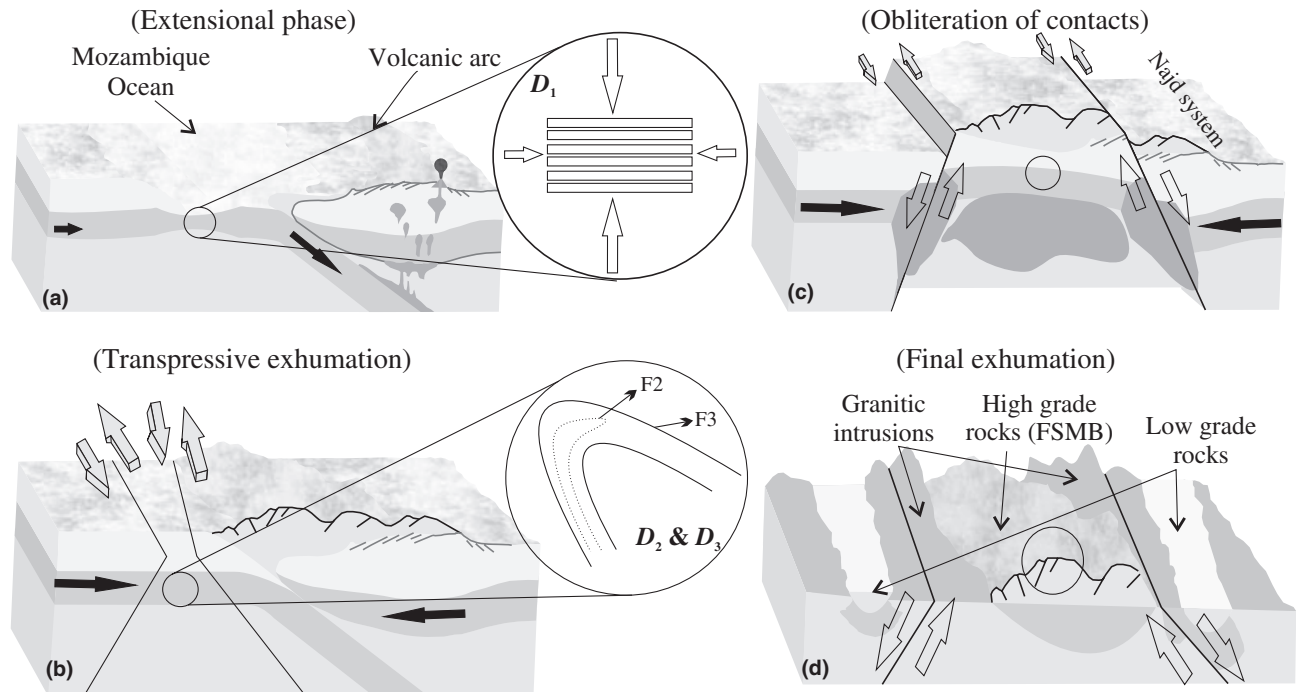 (Extensional phase)
Mozambique
Ocean
Volcanic arc
D1
(a)
(Transpressive exhumation)
F2
F3
D2 & D3
(b)
(Obliteration of contacts)
Najd system
(c)
(Final exhumation)
Granitic
intrusions
High grade
rocks (FSMB)
Low grade
rocks
(d)